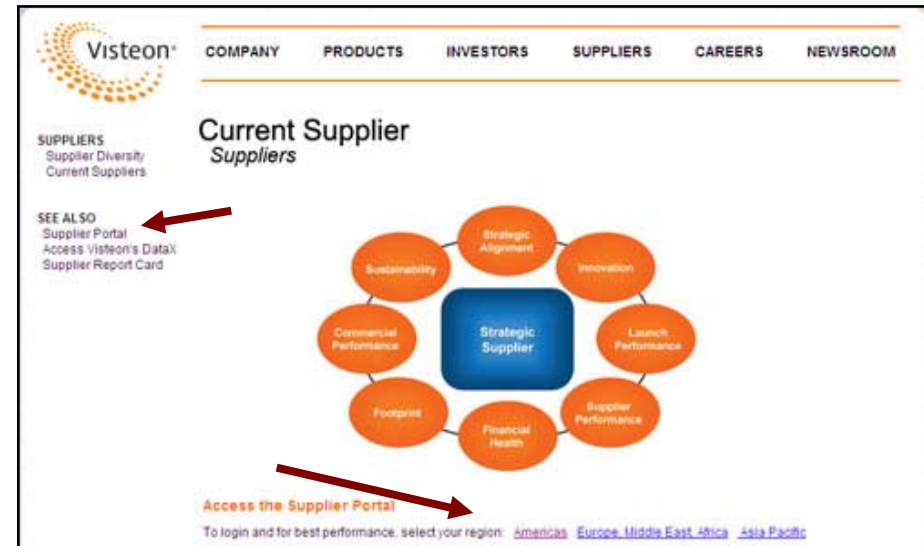 Visteon
COMPANY PRODUCTS INVESTORS SUPPLIERS CAREERS NEWSROOM
SUPPLIERS
Supplier Diversity
Current Suppliers
SEE ALSO
Supplier Portal
Access Visteon's DataX
Supplier Report Card
Current Supplier
Suppliers
Strategic
Alignment
Sustainability
Innovation
Commercial
Performance
Strategic
Supplier
Launch
Performance
Footprint
Supplier
Performance
Financial
Health
Access the Supplier Portal
To login and for best performance, select your region: Americas Europe, Middle East, Africa Asia Pacific